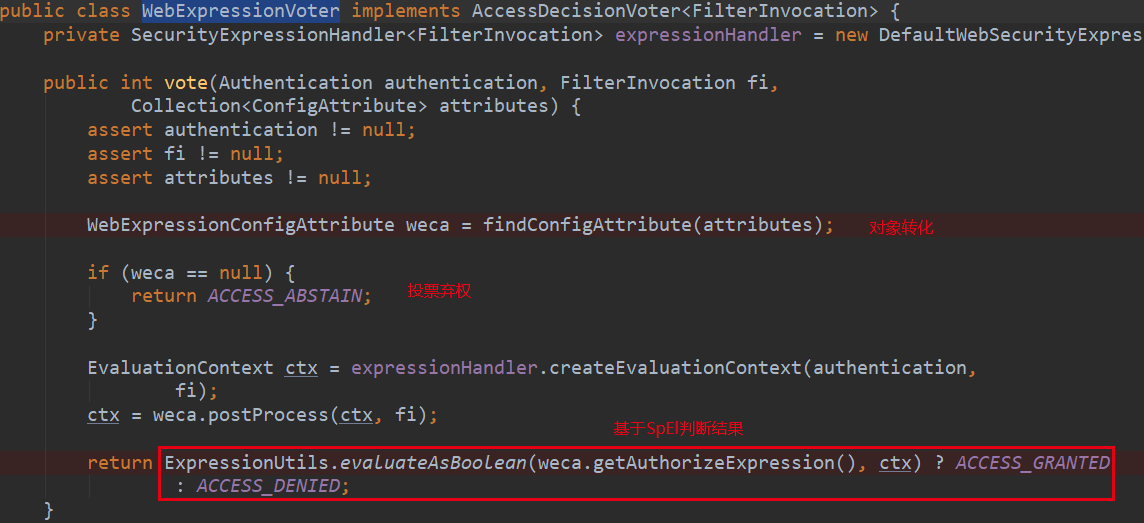 public class WebExpressionVoter implements AccessDecisionVoter<FilterInvocation> {
private SecurityExpressionHandler<FilterInvocation> expressionHandler = new DefaultWebSecurityExpres
public int vote(Authentication authentication, FilterInvocation fi,
Collection<ConfigAttribute> attributes) {
assert authentication != null;
assert fi != null;
assert attributes != null;
WebExpressionConfigAttribute weca = findConfigAttribute(attributes); 对象转化
if (weca == null) {
return ACCESS_ABSTAIN; 投票弃权
}
EvaluationContext ctx = expressionHandler.createEvaluationContext(authentication,
fi);
ctx = weca.postProcess(ctx, fi);
基于SpEl判断结果
return ExpressionUtils.evaluateAsBoolean(weca.getAuthorizeExpression(), ctx) ? ACCESS_GRANTED
: ACCESS_DENIED;
}